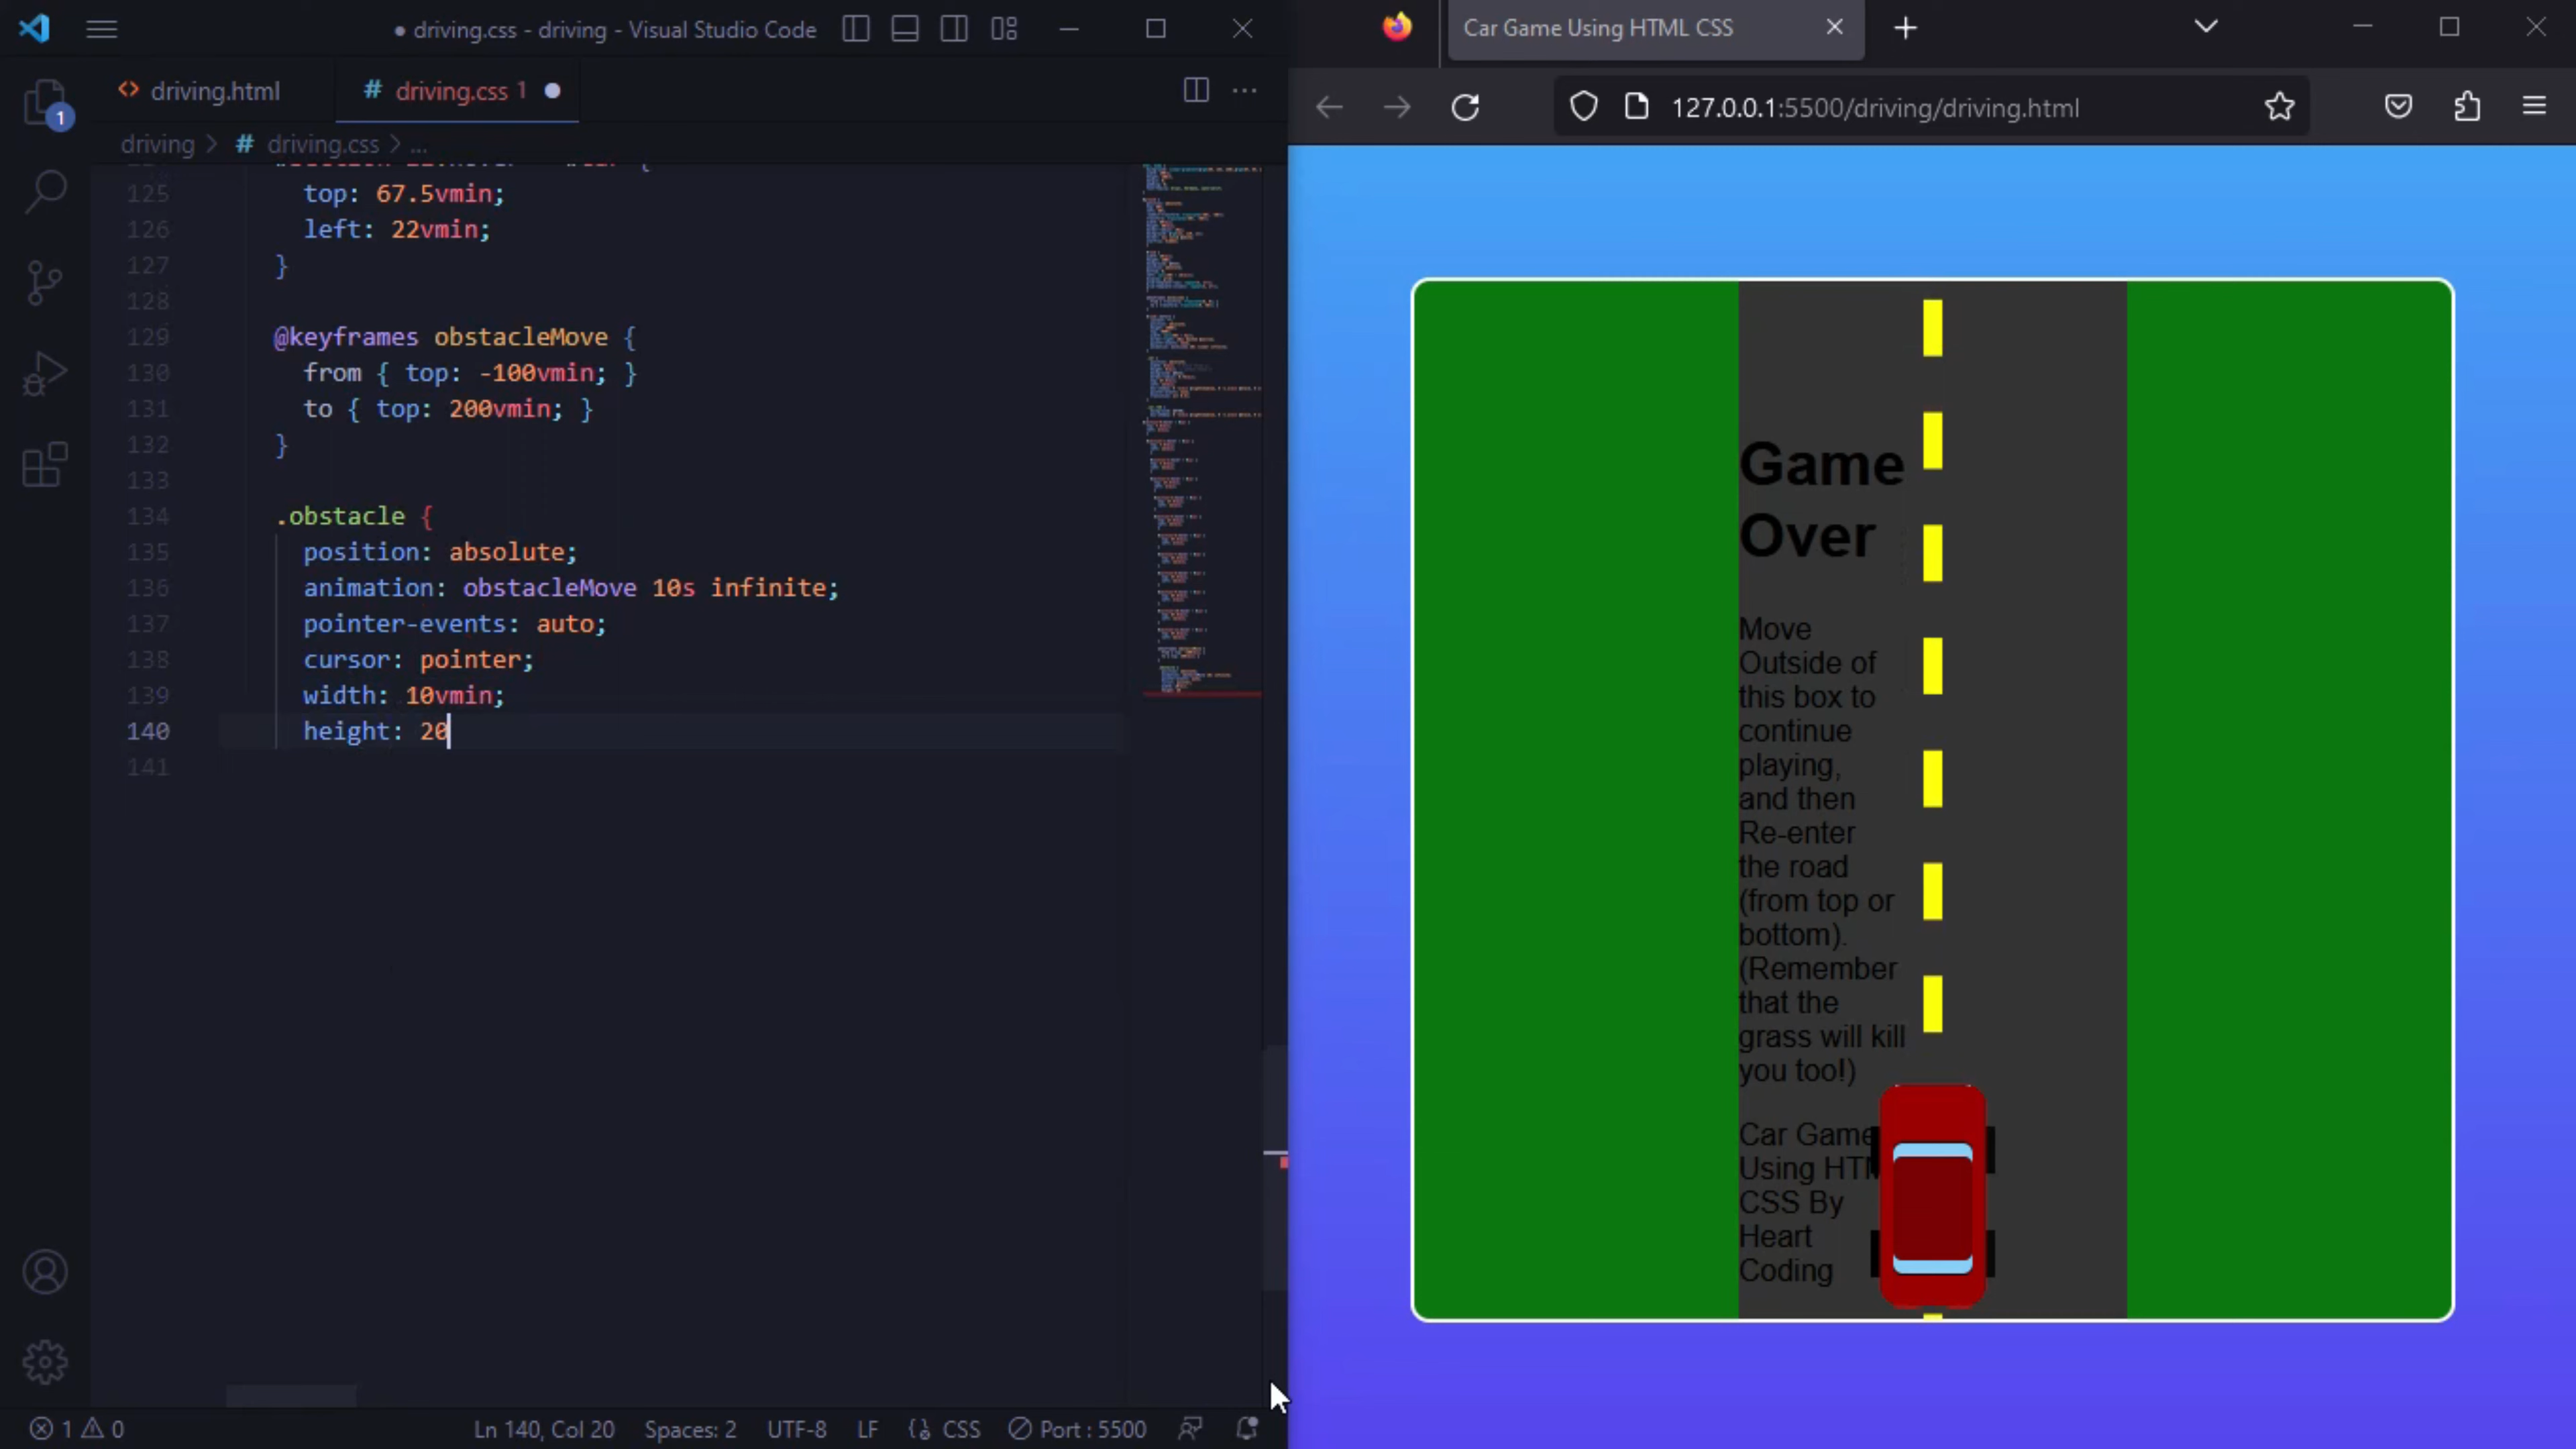 driving.css - driving - Visual Studio Code
driving.html
driving.css 1
1
driving > # driving.css > ...
125 top: 67.5vmin;
126 left: 22vmin;
127 }
128
129 @keyframes obstacleMove {
130 from { top: -100vmin; }
131 to { top: 200vmin; }
132 }
133
134 .obstacle {
135 position: absolute;
136 animation: obstacleMove 10s infinite;
137 pointer-events: auto;
138 cursor: pointer;
139 width: 10vmin;
140 height: 20
141
1 0
Ln 140, Col 20 Spaces: 2 UTF-8 LF {} CSS Port : 5500
Car Game Using HTML CSS
127.0.0.1:5500/driving/driving.html
Game
Over
Move
Outside of
this box to
continue
playing,
and then
Re-enter
the road
(from top or
bottom).
(Remember
that the
grass will kill
you too!)
Car Game
Using HTM
CSS By
Heart
Coding